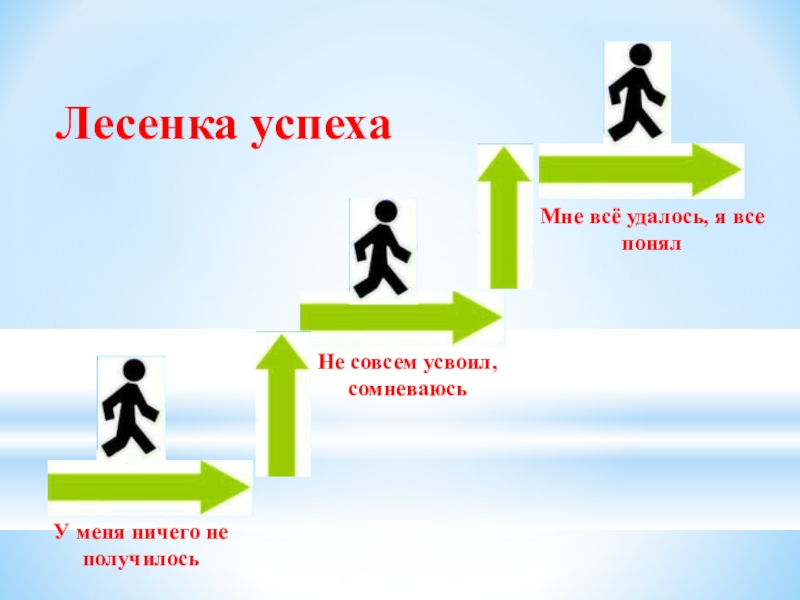 Лесенка успеха
Мне всё удалось, я все
понял
Не совсем усвоил,
сомневаюсь
У меня ничего не
получилось